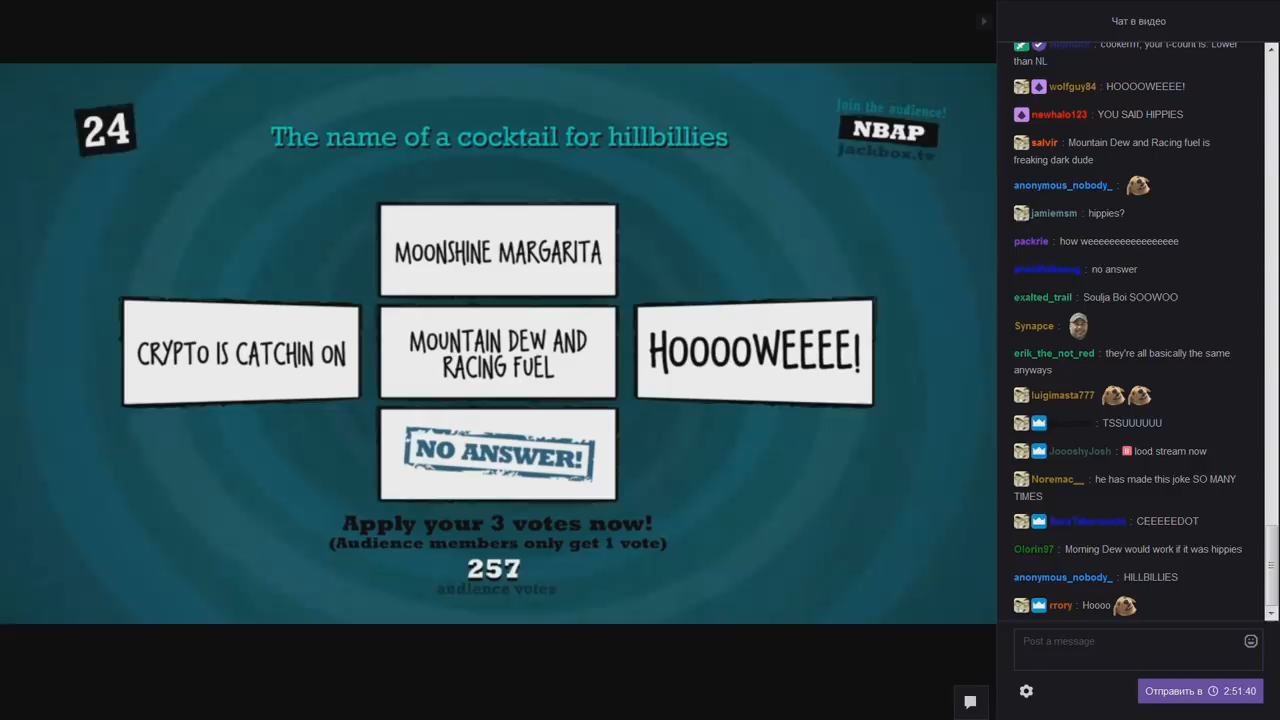 24
The name of a cocktail for hillbillies
Join the audience!
NBAP
jackbox.tv
MOONSHINE MARGARITA
CRYPTO IS CATCHIN ON
MOUNTAIN DEW AND
RACING FUEL
HOOOOWEEEE!
NO ANSWER!
Apply your 3 votes now!
(Audience members only get 1 vote)
257
audience votes
Чат в видео
your t-count is. Lower
than NL
wolfguy84 : HOOOOWEEEE!
newhalo123 : YOU SAID HIPPIES
salvir : Mountain Dew and Racing fuel is
freaking dark dude
anonymous_nobody_ :
jamiemsm : hippies?
packrie : how weeeeeeeeeeeeeeee
: no answer
exalted_trail : Soulja Boi SOOWOO
Synapce :
erik_the_not_red : they're all basically the same
anyways
luigimasta777
: TSSUUUUUU
JoooshyJosh : lood stream now
Noremac__ : he has made this joke SO MANY
TIMES
: CEEEEEDOT
Olorin97 : Morning Dew would work if it was hippies
anonymous_nobody_ : HILLBILLIES
rrory : Hoooo
Post a message
Отправить в 2:51:40